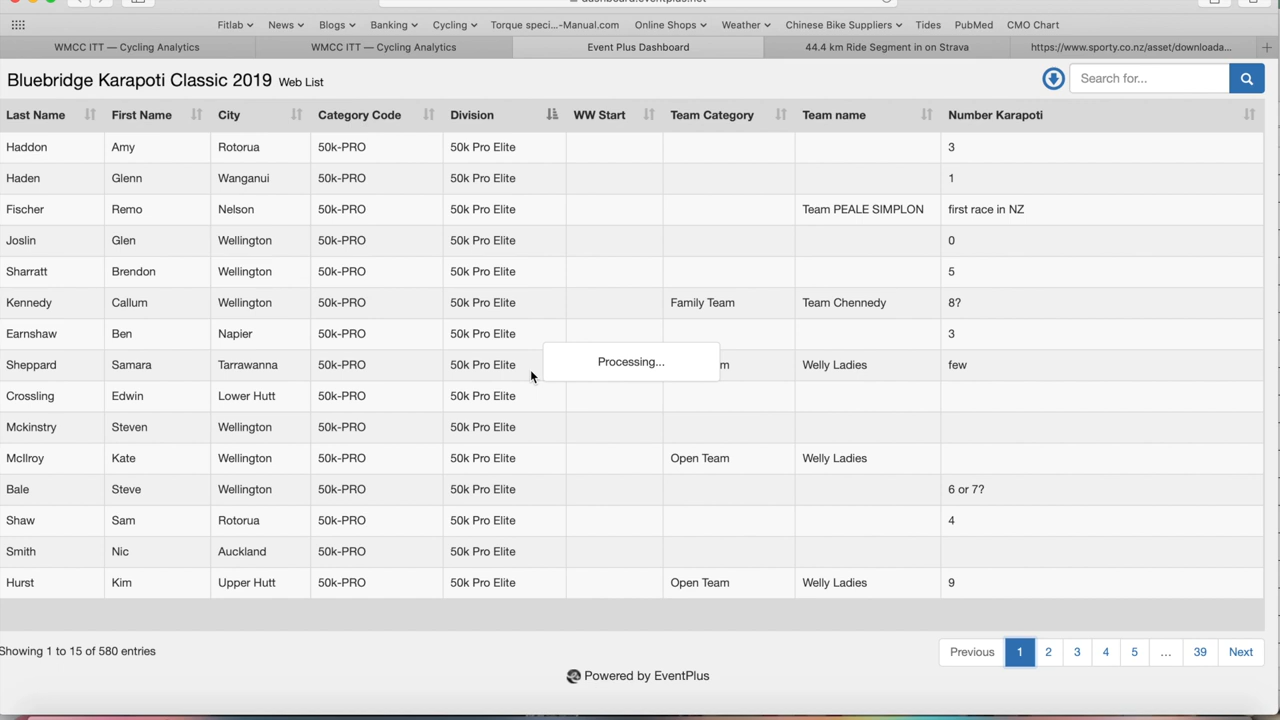 Fitlab News Blogs Banking Cycling Torque speci...-Manual.com Online Shops Weather Chinese Bike Suppliers Tides PubMed CMO Chart
WMCC ITT — Cycling Analytics WMCC ITT — Cycling Analytics Event Plus Dashboard 44.4 km Ride Segment in on Strava https://www.sporty.co.nz/asset/downloada...
Bluebridge Karapoti Classic 2019 Web List Search for...
Last Name First Name City Category Code Division WW Start Team Category Team name Number Karapoti
Haddon Amy Rotorua 50k-PRO 50k Pro Elite 3
Haden Glenn Wanganui 50k-PRO 50k Pro Elite 1
Fischer Remo Nelson 50k-PRO 50k Pro Elite Team PEALE SIMPLON first race in NZ
Joslin Glen Wellington 50k-PRO 50k Pro Elite 0
Sharratt Brendon Wellington 50k-PRO 50k Pro Elite 5
Kennedy Callum Wellington 50k-PRO 50k Pro Elite Family Team Team Chennedy 8?
Earnshaw Ben Napier 50k-PRO 50k Pro Elite 3
Processing...
Sheppard Samara Tarrawanna 50k-PRO 50k Pro Elite Welly Ladies few
Crossling Edwin Lower Hutt 50k-PRO 50k Pro Elite
Mckinstry Steven Wellington 50k-PRO 50k Pro Elite
McIlroy Kate Wellington 50k-PRO 50k Pro Elite Open Team Welly Ladies
Bale Steve Wellington 50k-PRO 50k Pro Elite 6 or 7?
Shaw Sam Rotorua 50k-PRO 50k Pro Elite 4
Smith Nic Auckland 50k-PRO 50k Pro Elite
Hurst Kim Upper Hutt 50k-PRO 50k Pro Elite Open Team Welly Ladies 9
Showing 1 to 15 of 580 entries Previous 1 2 3 4 5 ... 39 Next
Powered by EventPlus